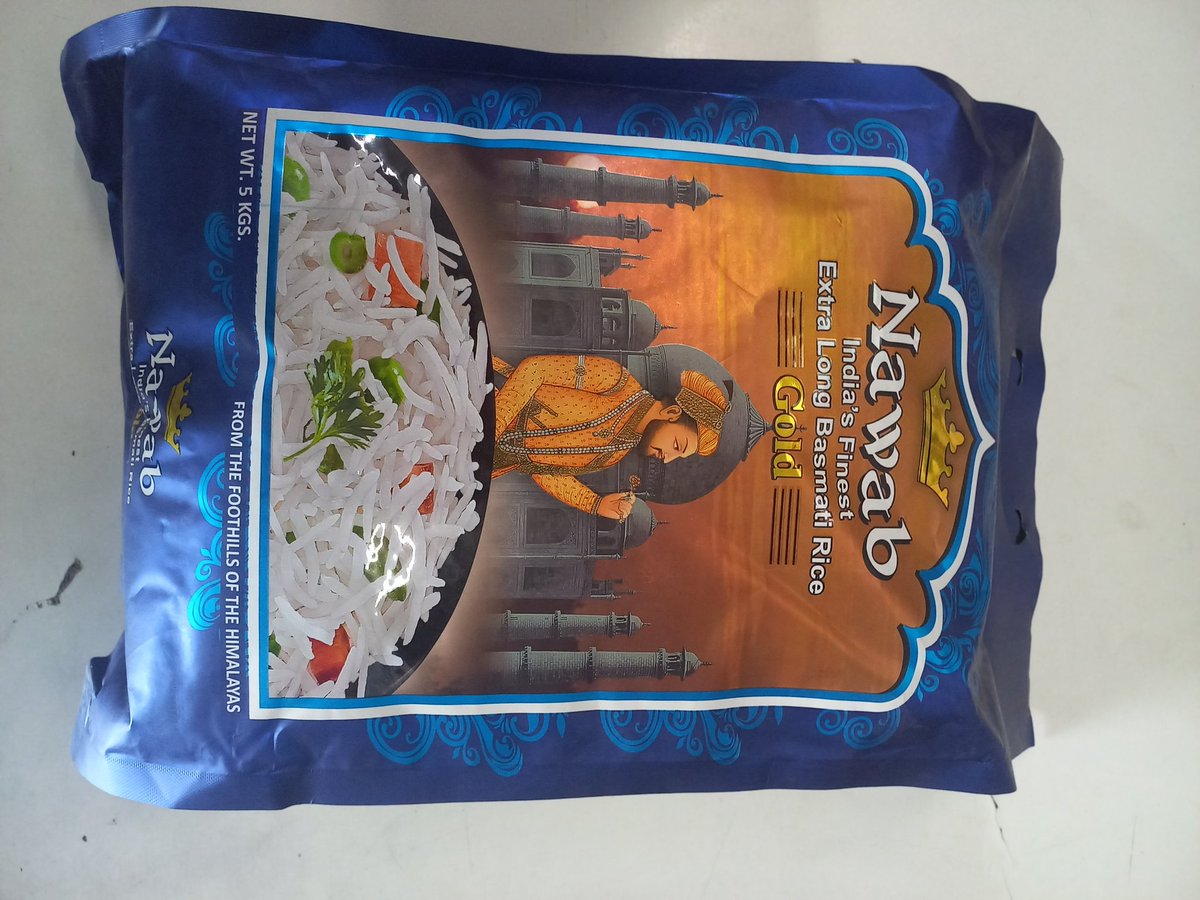 Nawab
India's Finest
Extra Long Basmati Rice
Gold
NET WT. 5 KGS.
FROM THE FOOTHILLS OF THE HIMALAYAS
Nawab